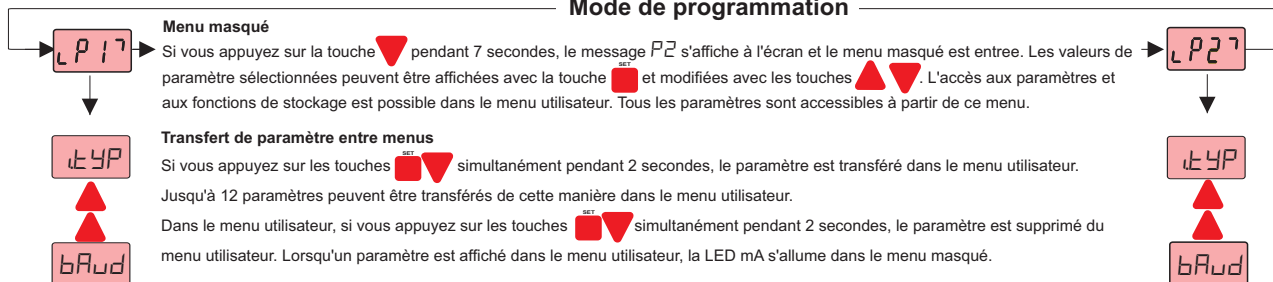 Mode de programmation
Menu masqué
P1
Si vous appuyez sur la touche pendant 7 secondes, le message P2 s'affiche à l'écran et le menu masqué est entree. Les valeurs de
P2
paramètre sélectionnées peuvent être affichées avec la touche SET et modifiées avec les touches . L'accès aux paramètres et
aux fonctions de stockage est possible dans le menu utilisateur. Tous les paramètres sont accessibles à partir de ce menu.
Transfert de paramètre entre menus
i.tYP
Si vous appuyez sur les touches SET simultanément pendant 2 secondes, le paramètre est transféré dans le menu utilisateur.
i.tYP
Jusqu'à 12 paramètres peuvent être transférés de cette manière dans le menu utilisateur.
Dans le menu utilisateur, si vous appuyez sur les touches SET simultanément pendant 2 secondes, le paramètre est supprimé du
menu utilisateur. Lorsqu'un paramètre est affiché dans le menu utilisateur, la LED mA s'allume dans le menu masqué.
bAud
bAud